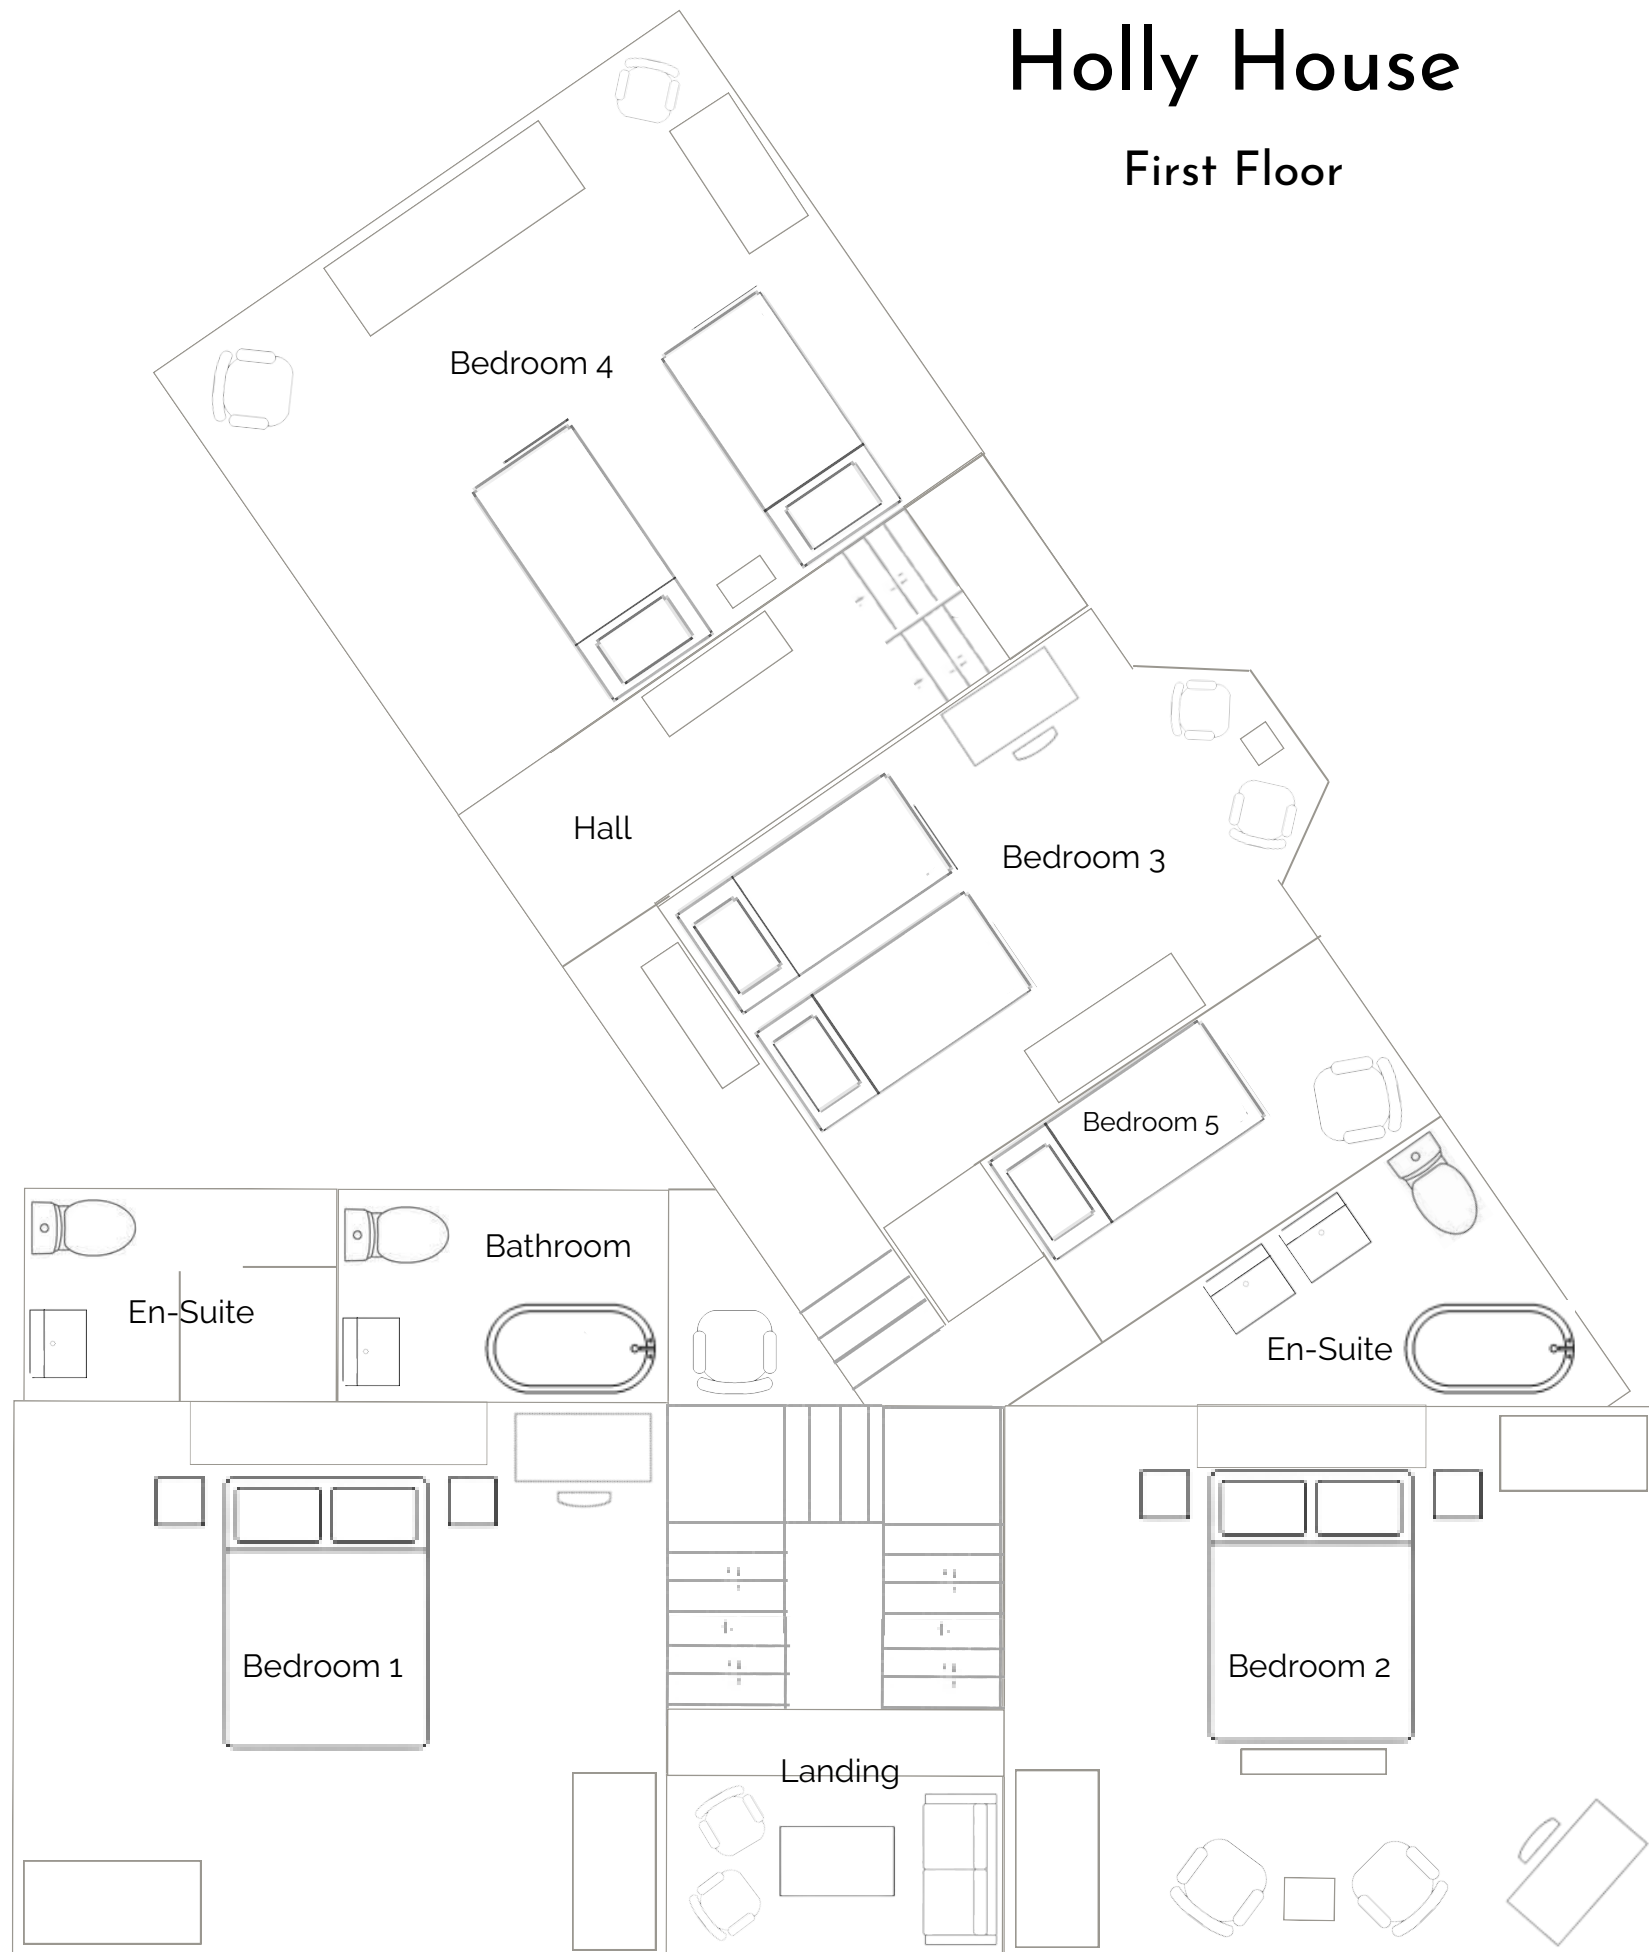 Holly House
First Floor
Bedroom 4
Hall
Bedroom 3
Bedroom 5
Bathroom
En-Suite
En-Suite
Bedroom 1
Bedroom 2
Landing